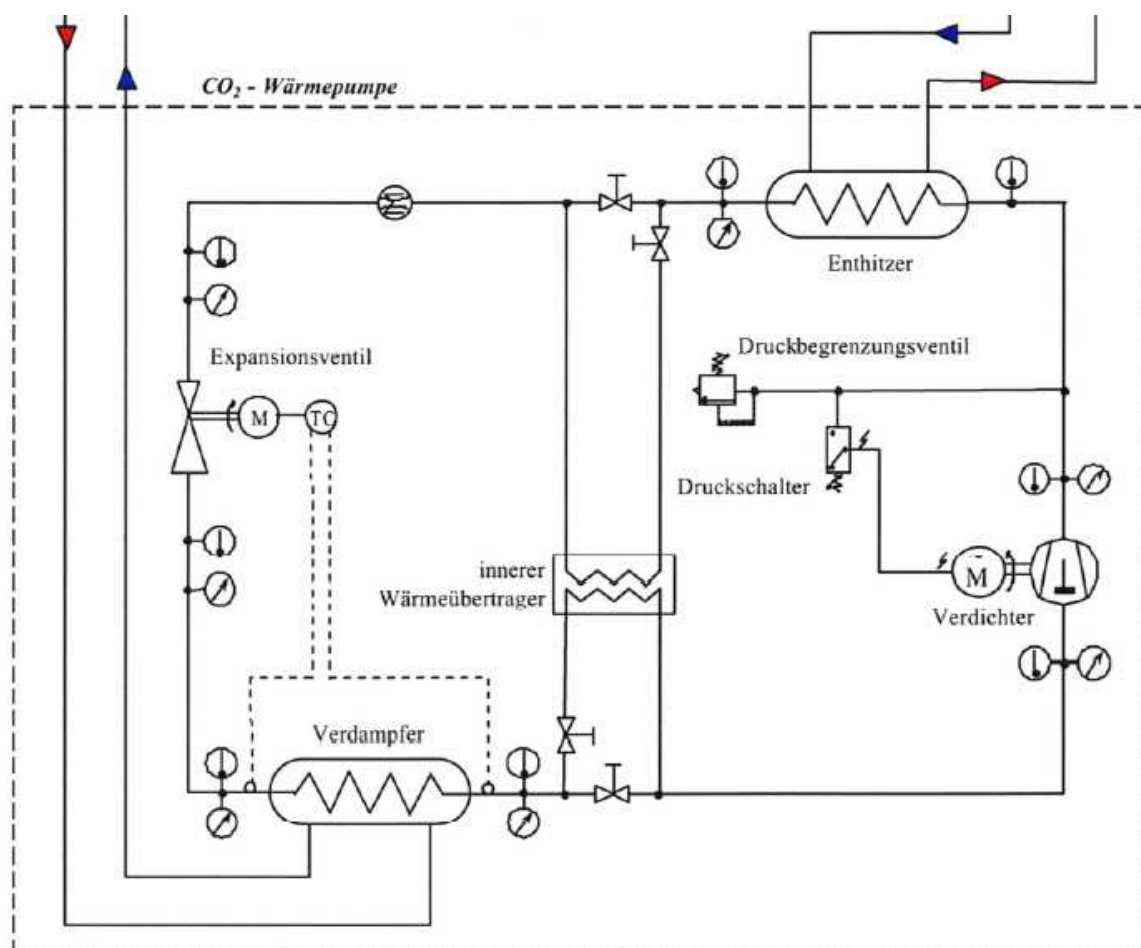 CO₂ - Wärmepumpe
Enthitzer
Expansionsventil
Druckbegrenzungsventil
M
TC
Druckschalter
innerer
Wärmeübertrager
M
Verdichter
Verdampfer